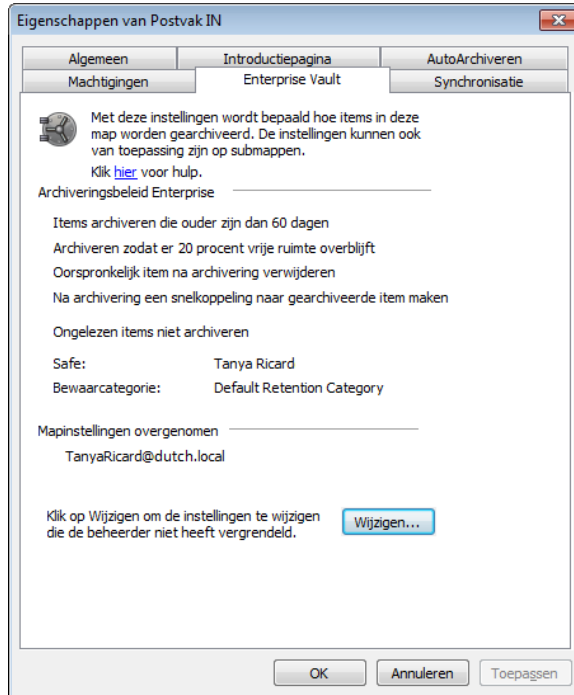 Eigenschappen van Postvak IN
Algemeen
Introductiepagina
AutoArchiveren
Machtigingen
Enterprise Vault
Synchronisatie
Met deze instellingen wordt bepaald hoe items in deze
map worden gearchiveerd. De instellingen kunnen ook
van toepassing zijn op submappen.
Klik hier voor hulp.
Archiveringsbeleid Enterprise
Items archiveren die ouder zijn dan 60 dagen
Archiveren zodat er 20 procent vrije ruimte overblijft
Oorspronkelijk item na archivering verwijderen
Na archivering een snelkoppeling naar gearchiveerde item maken
Ongelezen items niet archiveren
Safe: Tanya Ricard
Bewaarcategorie: Default Retention Category
Mapinstellingen overgenomen
TanyaRicard@dutch.local
Klik op Wijzigen om de instellingen te wijzigen
die de beheerder niet heeft vergrendeld.
Wijzigen...
OK
Annuleren
Toepassen